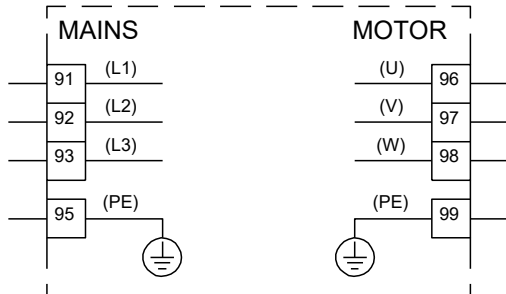 MAINS MOTOR
91 (L1) (U) 96
92 (L2) (V) 97
93 (L3) (W) 98
95 (PE) (PE) 99